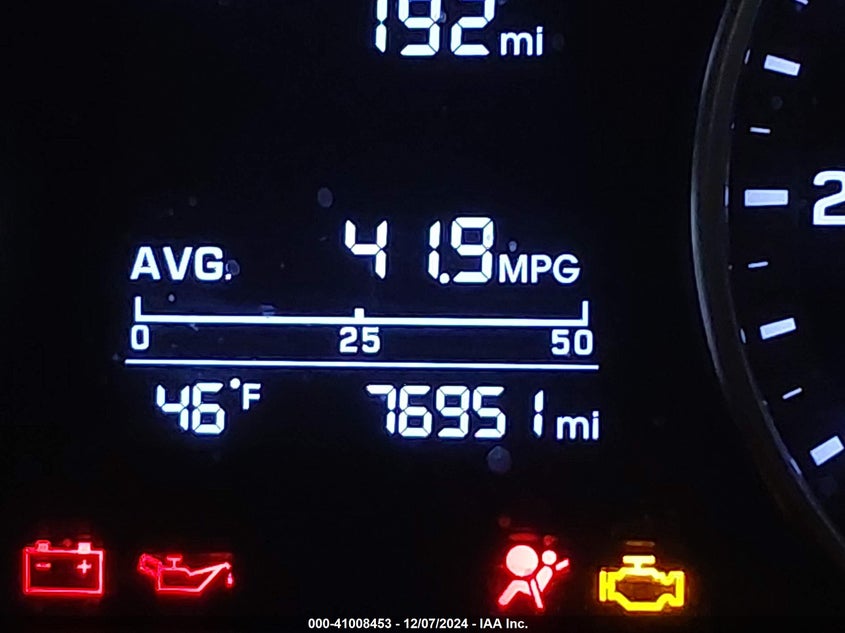 192 mi
2
AVG. 41.9 MPG
0 25 50
46°F 76951 mi
- +
000-41008453 - 12/07/2024 - IAA Inc.